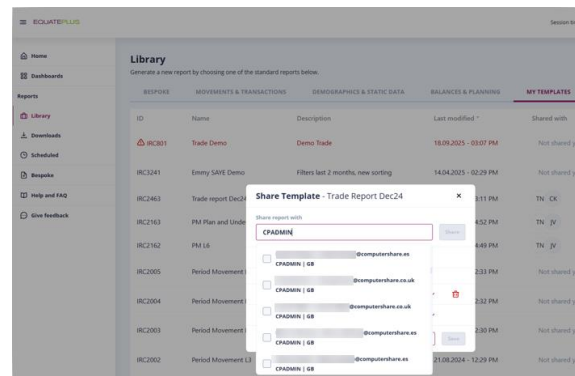 EQUATEPLUS
Session ti
Home
Dashboards
Reports
Library
Downloads
Scheduled
Bespoke
Help and FAQ
Give feedback
Library
Generate a new report by choosing one of the standard reports below.
BESPOKE MOVEMENTS & TRANSACTIONS DEMOGRAPHICS & STATIC DATA BALANCES & PLANNING MY TEMPLATES
ID Name Description Last modified Shared with
IRC801 Trade Demo Demo Trade 18.09.2025 - 03:07 PM Not shared y
IRC3241 Emmy SAYE Demo Filters last 2 months, new sorting 14.04.2025 - 02:29 PM Not shared y
IRC2463 Trade report Dec24 3:11 PM TN CK
IRC2163 PM Plan and Unde 4:52 PM TN JV
IRC2162 PM L6 4:49 PM TN JV
IRC2005 Period Movement 2:33 PM Not shared y
IRC2004 Period Movement 2:32 PM Not shared y
IRC2003 Period Movement 2:30 PM Not shared y
IRC2002 Period Movement L3 21.08.2024 - 12:29 PM Not shared y
Share Template - Trade Report Dec24
Share report with
CPADMIN
Share
@computershare.es
CPADMIN | GB
@computershare.co.uk
CPADMIN | GB
@computershare.co.uk
CPADMIN | GB
@computershare.es
CPADMIN | GB
@computershare.es
CPADMIN | GB